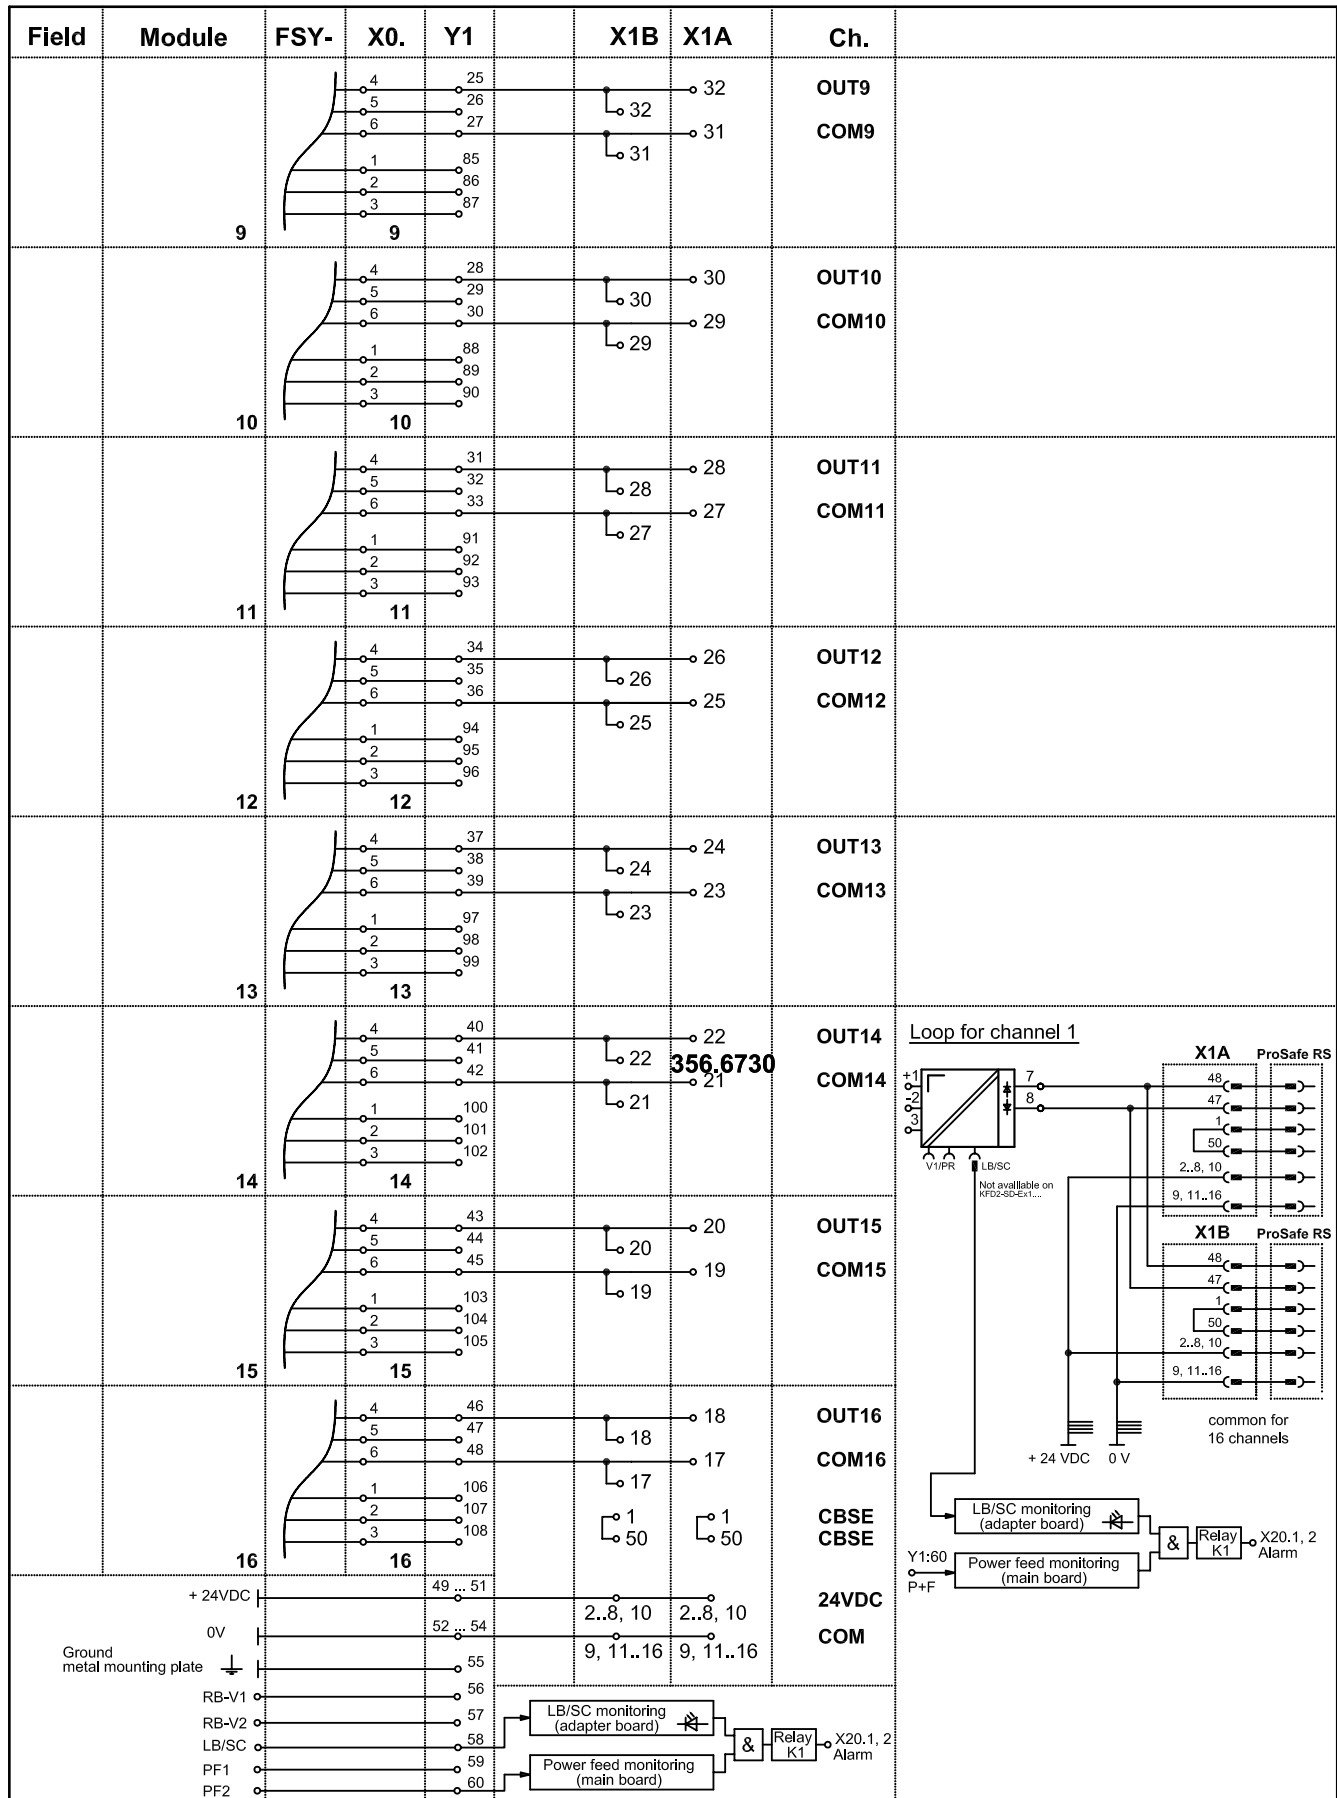 Field Module FSY- X0. Y1 X1B X1A Ch.
4 25 32 OUT9
5 26 32
6 27 31 COM9
31
1 85
2 86
3 87
9 9
4 28 30 OUT10
5 29 30
6 30 29 COM10
29
1 88
2 89
3 90
10 10
4 31 28 OUT11
5 32 28
6 33 27 COM11
27
1 91
2 92
3 93
11 11
4 34 26 OUT12
5 35 26
6 36 25 COM12
25
1 94
2 95
3 96
12 12
4 37 24 OUT13
5 38 24
6 39 23 COM13
23
1 97
2 98
3 99
13 13
4 40 22 OUT14
5 41 22 356.6730
6 42 21 COM14
21
1 100
2 101
3 102
14 14
4 43 20 OUT15
5 44 20
6 45 19 COM15
19
1 103
2 104
3 105
15 15
4 46 18 OUT16
5 47 18
6 48 17 COM16
17
1 106 1 1 CBSE
2 107 50 50 CBSE
3 108
16 16
+ 24VDC 49 ... 51 2..8, 10 2..8, 10 24VDC
0V 52 ... 54 9, 11..16 9, 11..16 COM
Ground
metal mounting plate 55
RB-V1 56
RB-V2 57
LB/SC 58
PF1 59
PF2 60
LB/SC monitoring
(adapter board)
Power feed monitoring
(main board)
&
Relay
K1
X20.1, 2
Alarm
Loop for channel 1
X1A ProSafe RS
+1 7 48
-2 8 47
3 1
50
V1/PR LB/SC 2..8, 10
Not available on
KFD2-SD-Ex1....
9, 11..16
X1B ProSafe RS
48
47
1
50
2..8, 10
9, 11..16
common for
16 channels
+ 24 VDC 0 V
LB/SC monitoring
(adapter board)
Y1:60
P+F
Power feed monitoring
(main board)
&
Relay
K1
X20.1, 2
Alarm